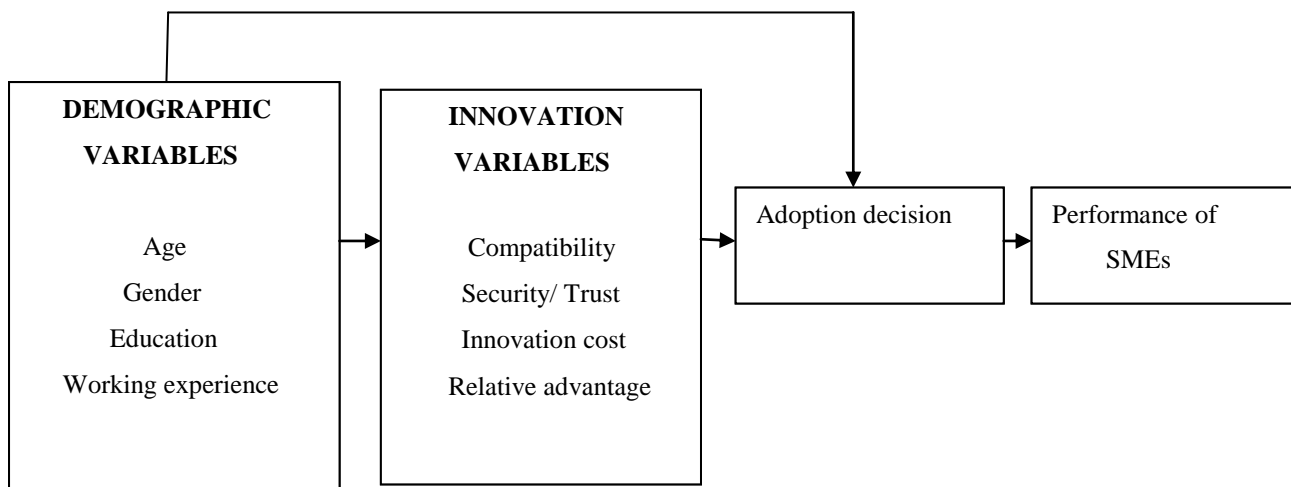 DEMOGRAPHIC
VARIABLES
Age
Gender
Education
Working experience
INNOVATION
VARIABLES
Compatibility
Security/ Trust
Innovation cost
Relative advantage
Adoption decision
Performance of
SMEs